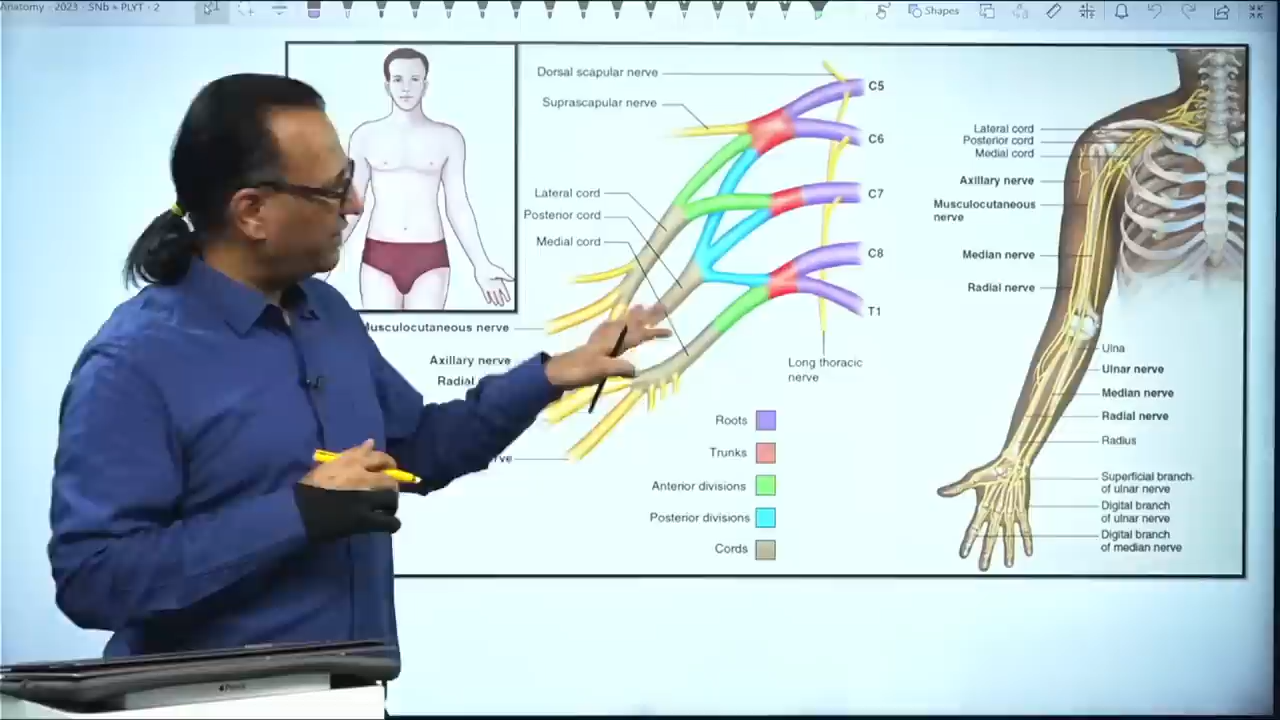 Anatomy - 2023 - SNb + PLYT - 2
Shapes
Dorsal scapular nerve
Suprascapular nerve
C5
C6
C7
C8
T1
Lateral cord
Posterior cord
Medial cord
Musculocutaneous nerve
Axillary nerve
Radial
Long thoracic
nerve
Roots
Trunks
Anterior divisions
Posterior divisions
Cords
Lateral cord
Posterior cord
Medial cord
Axillary nerve
Musculocutaneous
nerve
Median nerve
Radial nerve
Ulna
Ulnar nerve
Median nerve
Radial nerve
Radius
Superficial branch
of ulnar nerve
Digital branch
of ulnar nerve
Digital branch
of median nerve